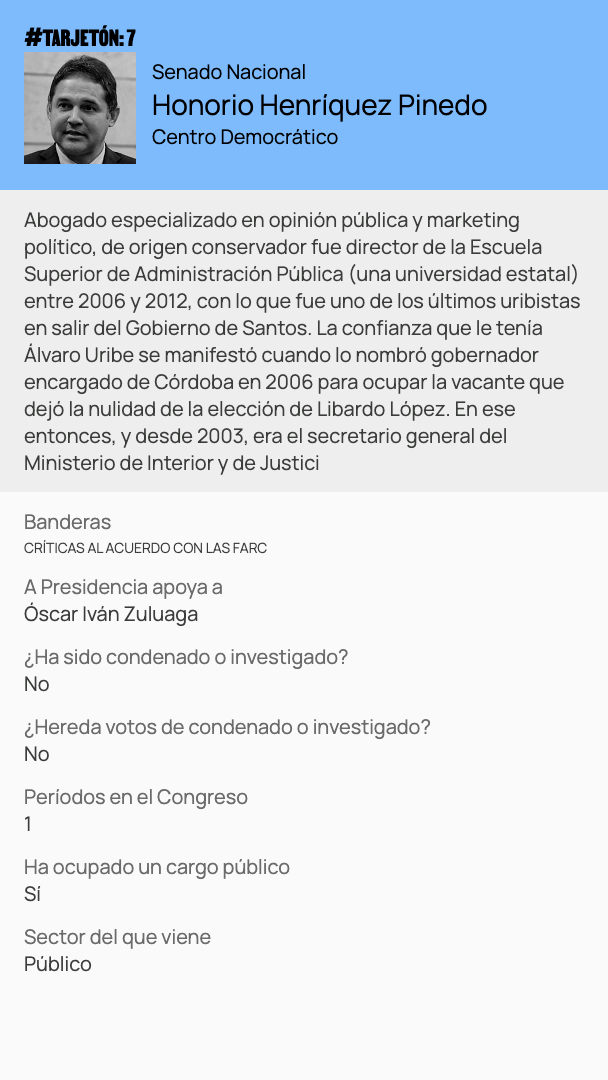 #TARJETÓN: 7
Senado Nacional
Honorio Henríquez Pinedo
Centro Democrático
Abogado especializado en opinión pública y marketing
político, de origen conservador fue director de la Escuela
Superior de Administración Pública (una universidad estatal)
entre 2006 y 2012, con lo que fue uno de los últimos uribistas
en salir del Gobierno de Santos. La confianza que le tenía
Álvaro Uribe se manifestó cuando lo nombró gobernador
encargado de Córdoba en 2006 para ocupar la vacante que
dejó la nulidad de la elección de Libardo López. En ese
entonces, y desde 2003, era el secretario general del
Ministerio de Interior y de Justici
Banderas
CRÍTICAS AL ACUERDO CON LAS FARC
A Presidencia apoya a
Óscar Iván Zuluaga
¿Ha sido condenado o investigado?
No
¿Hereda votos de condenado o investigado?
No
Períodos en el Congreso
1
Ha ocupado un cargo público
Sí
Sector del que viene
Público